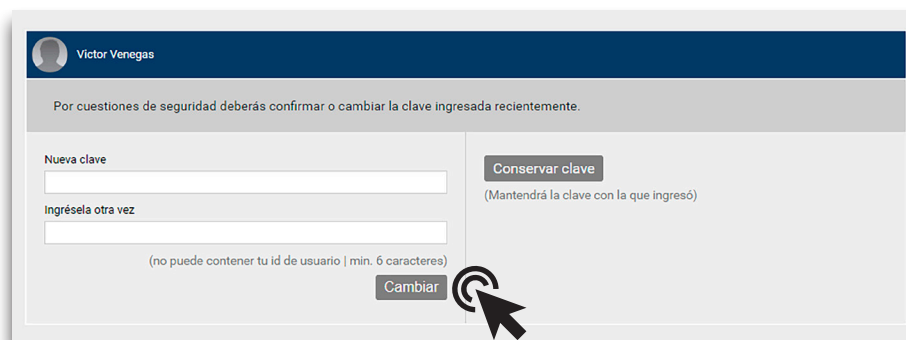 Victor Venegas
Por cuestiones de seguridad deberás confirmar o cambiar la clave ingresada recientemente.
Nueva clave
Ingrésela otra vez
(no puede contener tu id de usuario | min. 6 caracteres)
Cambiar
Conservar clave
(Mantendrá la clave con la que ingresó)